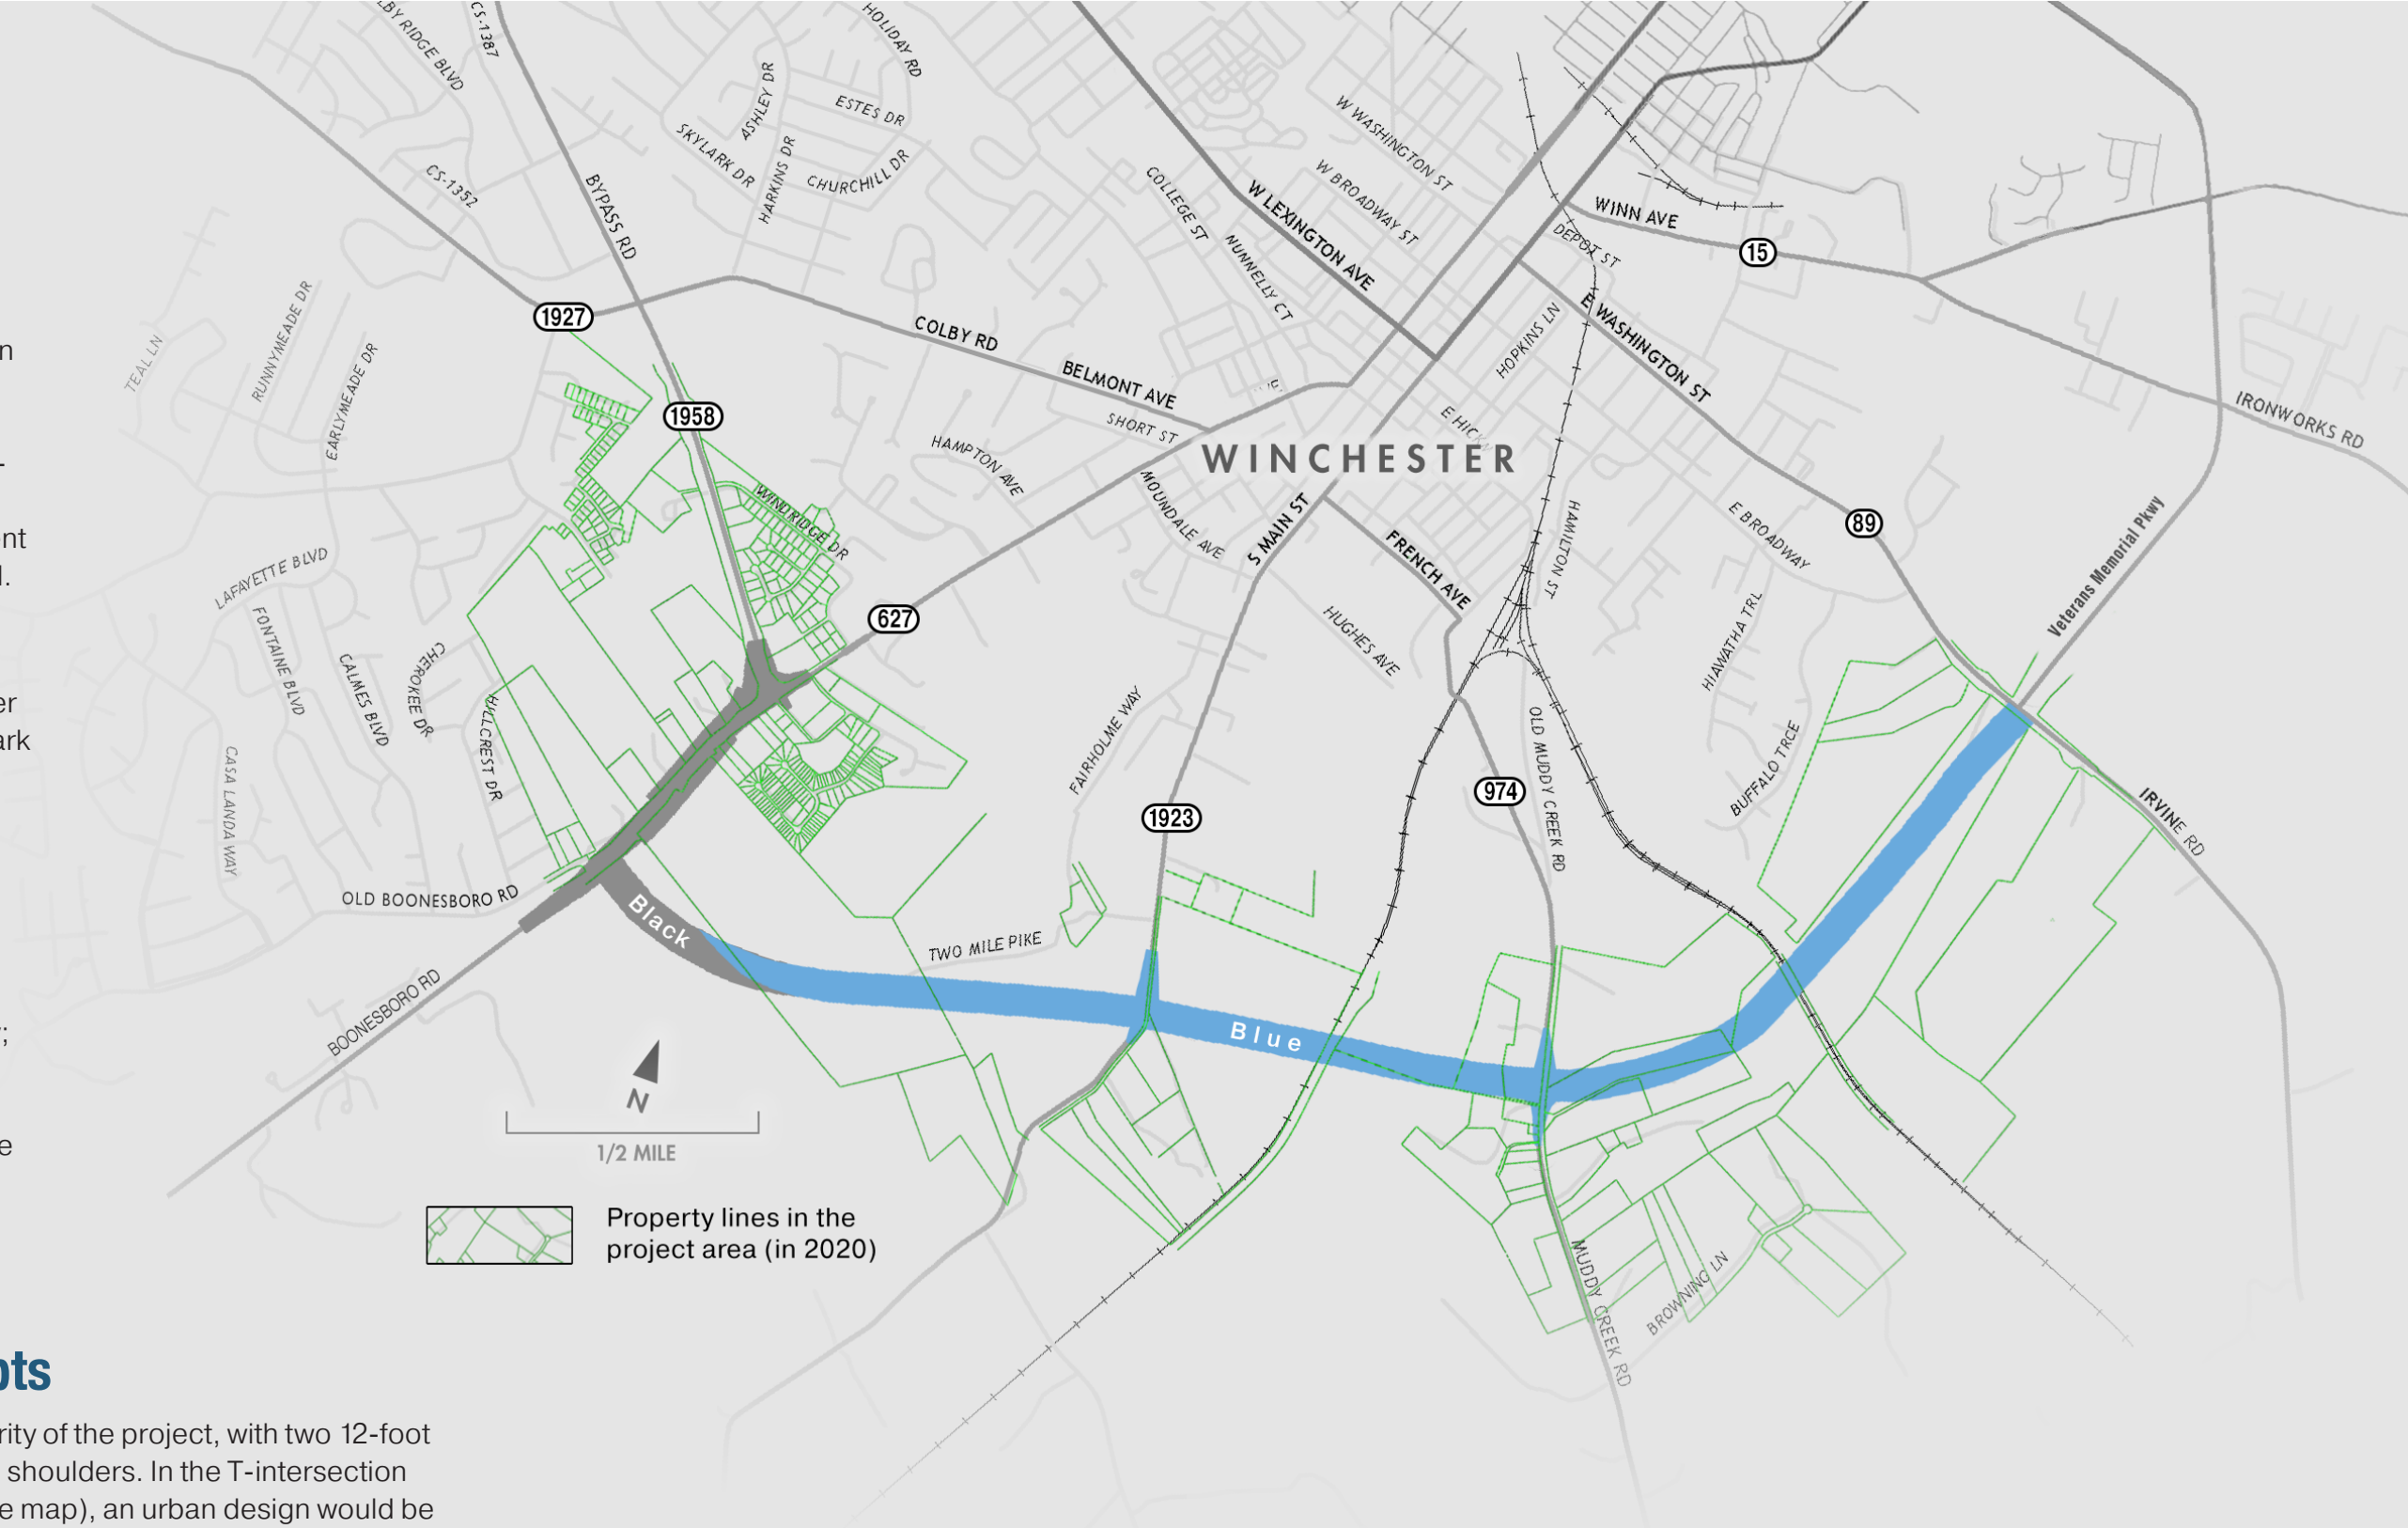 CS-1387
HOLIDAY RD
ASHLEY DR
ESTES DR
SKYLARK DR
HARKINS DR
CHURCHILL DR
CS-1352
BYPASS RD
W WASHINGTON ST
W BROADWAY ST
COLLEGE ST
W LEXINGTON AVE
NUNNELLY CT
WINN AVE
DEPOT ST
15
1927
COLBY RD
BELMONT AVE
SHORT ST
HOPKINS LN
E WASHINGTON ST
TEAL LN
RUNNYMEADE DR
EARLYMEADE DR
1958
HAMPTON AVE
WINCHESTER
IRONWORKS RD
WINDRIDGE DR
MOUNDALE AVE
S MAIN ST
FRENCH AVE
HAMILTON ST
E BROADWAY
89
Veterans Memorial Pkwy
LAFAYETTE BLVD
FONTAINE BLVD
CALMES BLVD
CHEROKEE DR
HILLCREST DR
627
HUGHES AVE
HIAWATHA TRL
FAIRHOLME WAY
OLD MUDDY CREEK RD
BUFFALO TRCE
CASA LANDA WAY
1923
974
IRVINE RD
OLD BOONESBORO RD
Black
TWO MILE PIKE
BOONESBORO RD
Blue
N
1/2 MILE
Property lines in the
project area (in 2020)
MUDDY CREEK RD
BROWNING LN
of the project, with two 12-foot
shoulders. In the T-intersection
map), an urban design would be